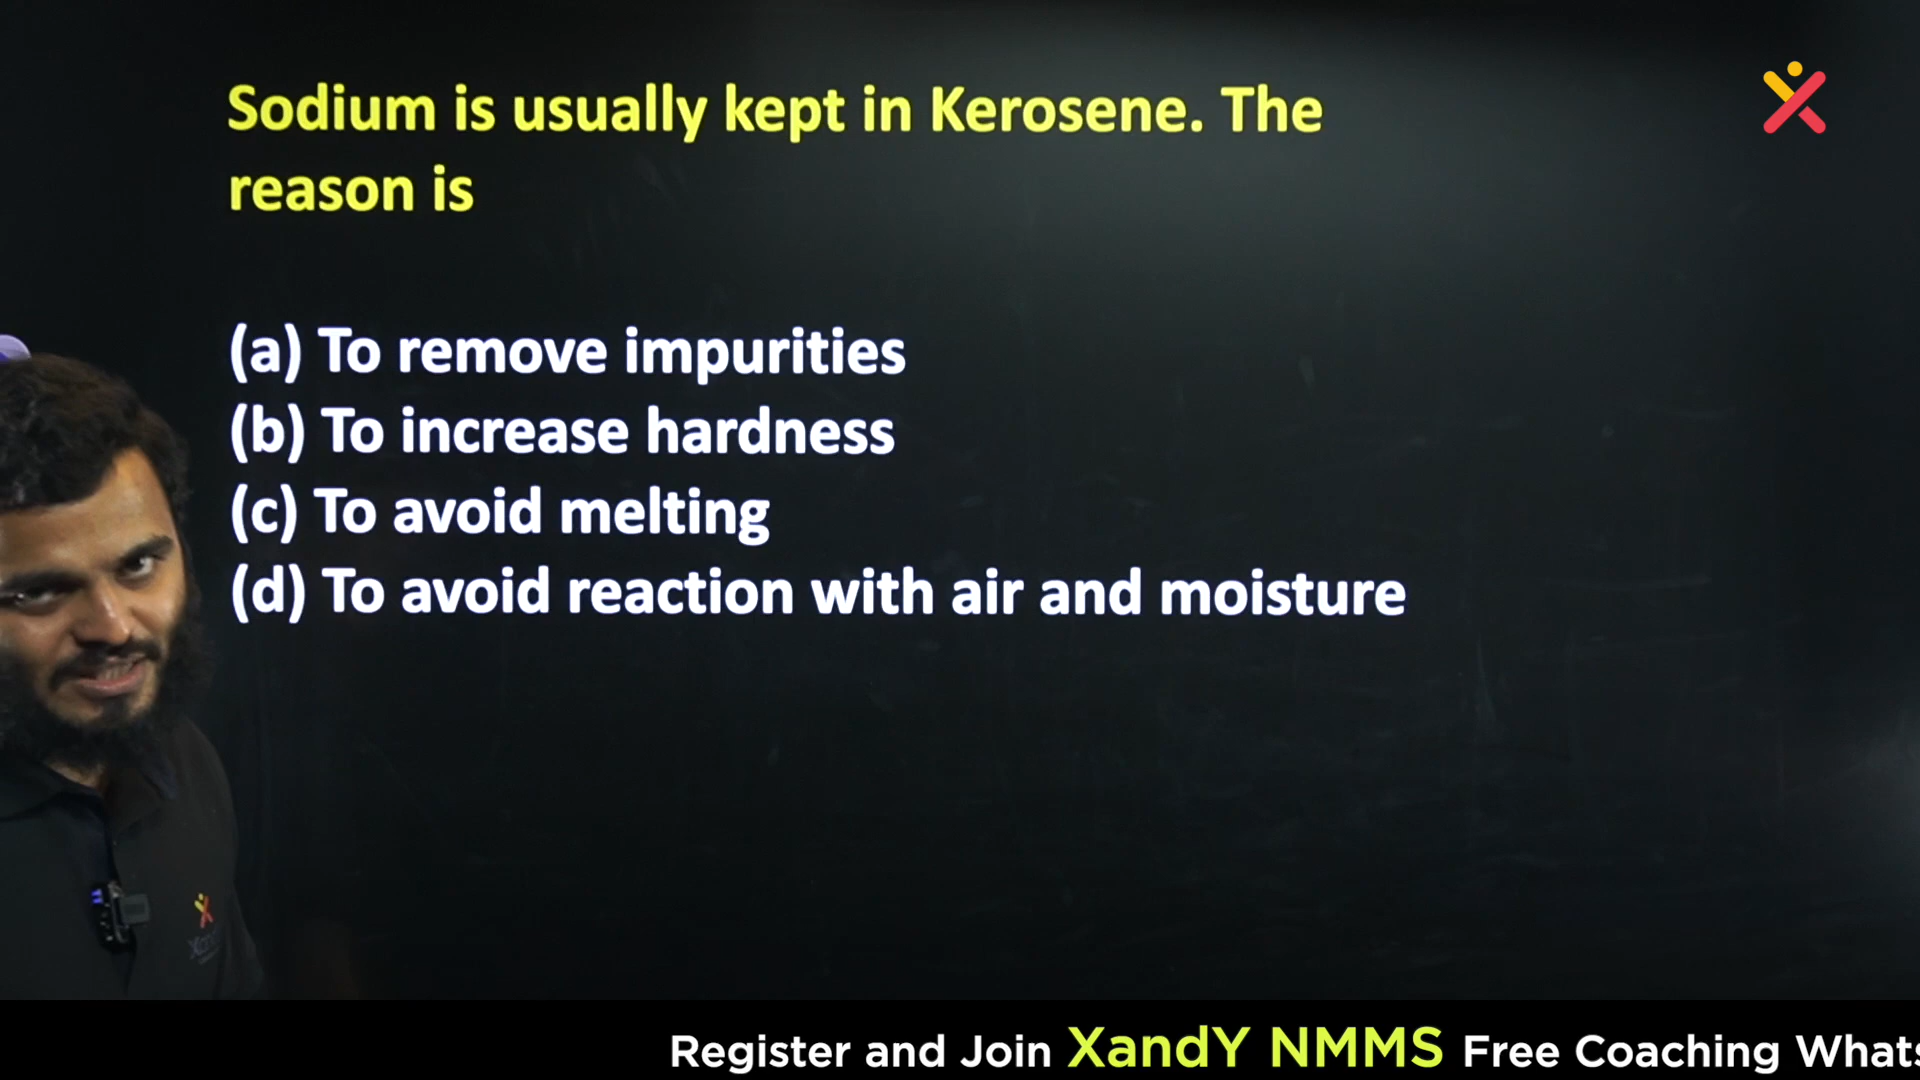 Sodium is usually kept in Kerosene. The
reason is
(a) To remove impurities
(b) To increase hardness
(c) To avoid melting
(d) To avoid reaction with air and moisture
Register and Join XandY NMMS Free Coaching Whats